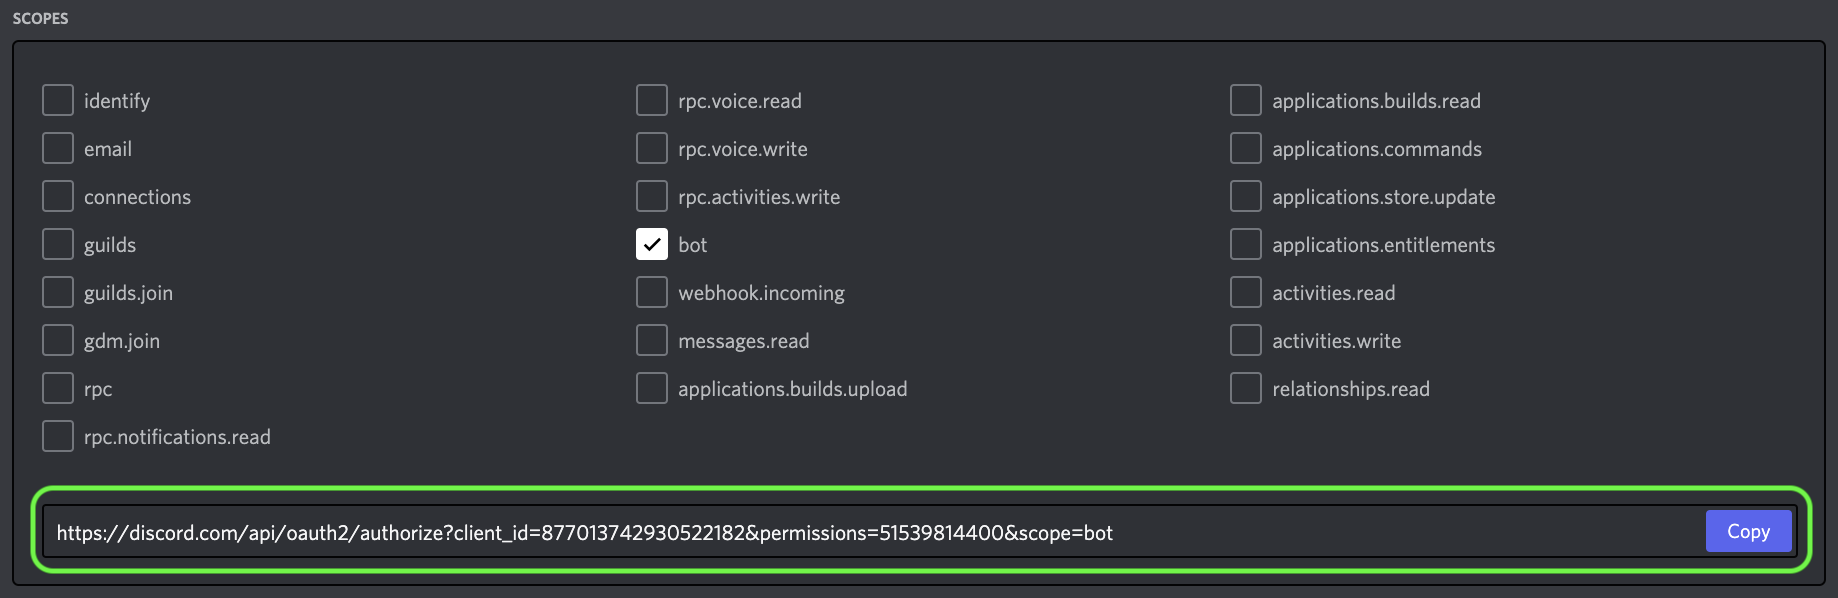 SCOPES
identify
email
connections
guilds
guilds.join
gdm.join
rpc
rpc.notifications.read
rpc.voice.read
rpc.voice.write
rpc.activities.write
bot
webhook.incoming
messages.read
applications.builds.upload
applications.builds.read
applications.commands
applications.store.update
applications.entitlements
activities.read
activities.write
relationships.read
https://discord.com/api/oauth2/authorize?client_id=877013742930522182&permissions=51539814400&scope=bot
Copy